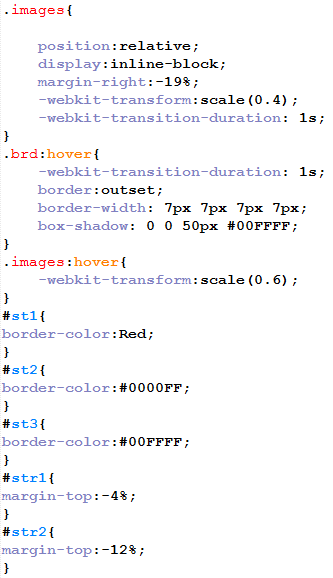 .images{
position:relative;
display:inline-block;
margin-right:-19%;
-webkit-transform:scale(0.4);
-webkit-transition-duration: 1s;
}
.brd:hover{
-webkit-transition-duration: 1s;
border:outset;
border-width: 7px 7px 7px 7px;
box-shadow: 0 0 50px #00FFFF;
}
.images:hover{
-webkit-transform:scale(0.6);
}
#st1{
border-color:Red;
}
#st2{
border-color:#0000FF;
}
#st3{
border-color:#00FFFF;
}
#str1{
margin-top:-4%;
}
#str2{
margin-top:-12%;
}